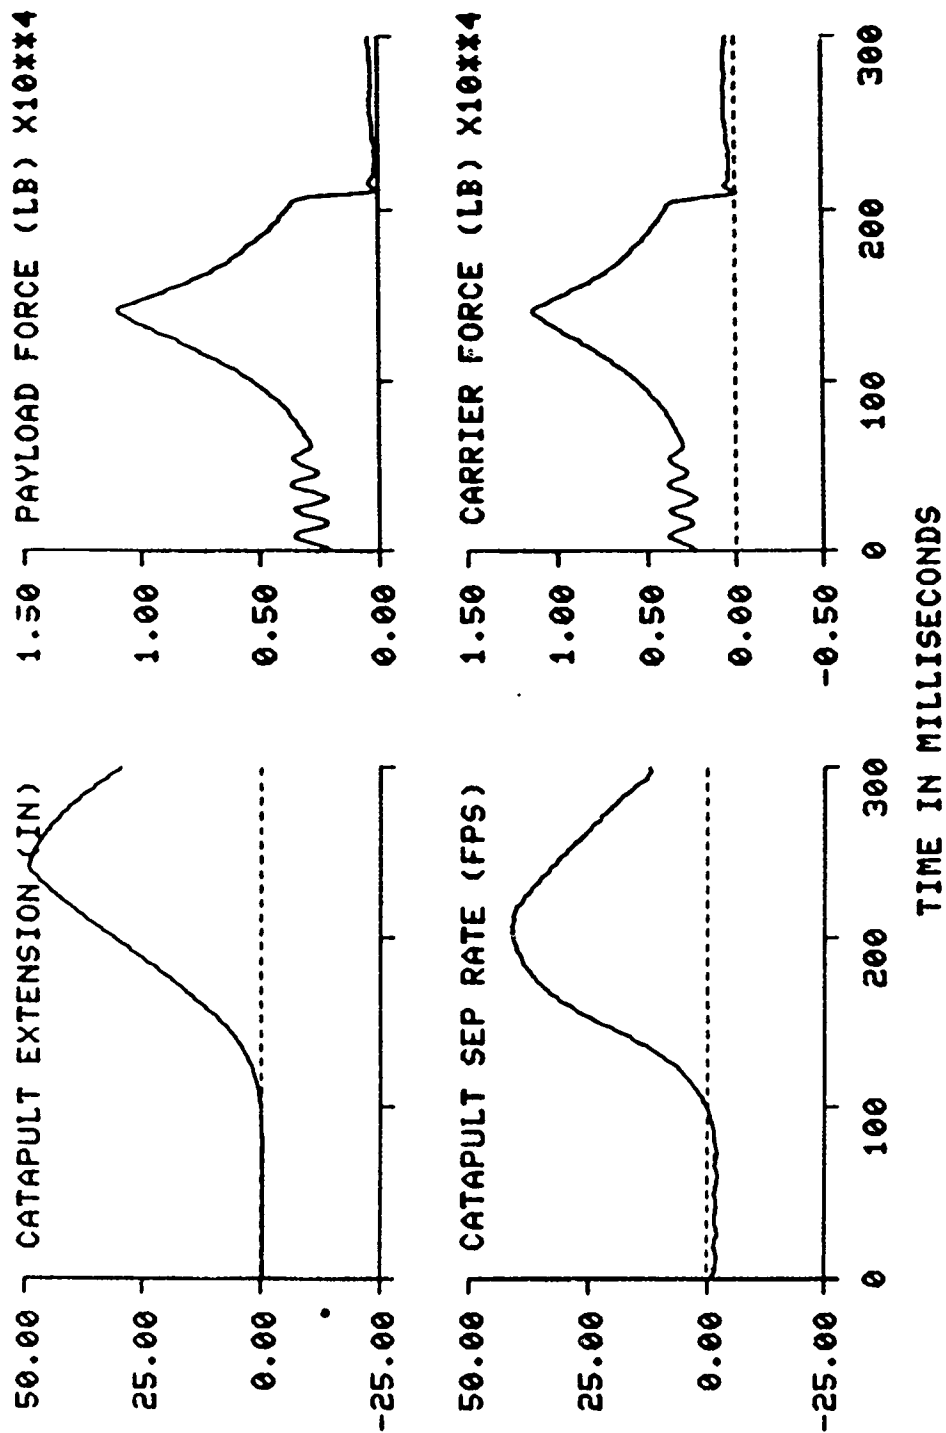 CATAPULT EXTENSION (IN)
50.00
25.00
0.00
-25.00
PAYLOAD FORCE (LB) X10**4
1.50
1.00
0.50
0.00
CATAPULT SEP RATE (FPS)
50.00
25.00
0.00
-25.00
0 100 200 300
CARRIER FORCE (LB) X10**4
1.50
1.00
0.50
0.00
-0.50
0 100 200 300
TIME IN MILLISECONDS